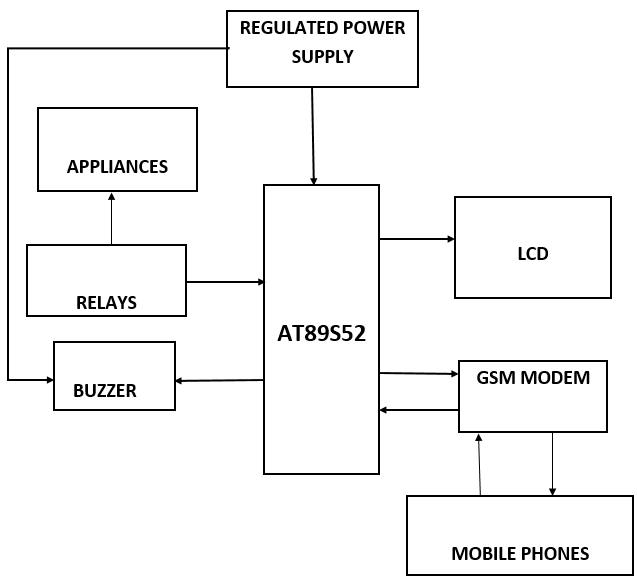 REGULATED POWER
SUPPLY
APPLIANCES
LCD
RELAYS
AT89S52
GSM MODEM
BUZZER
MOBILE PHONES